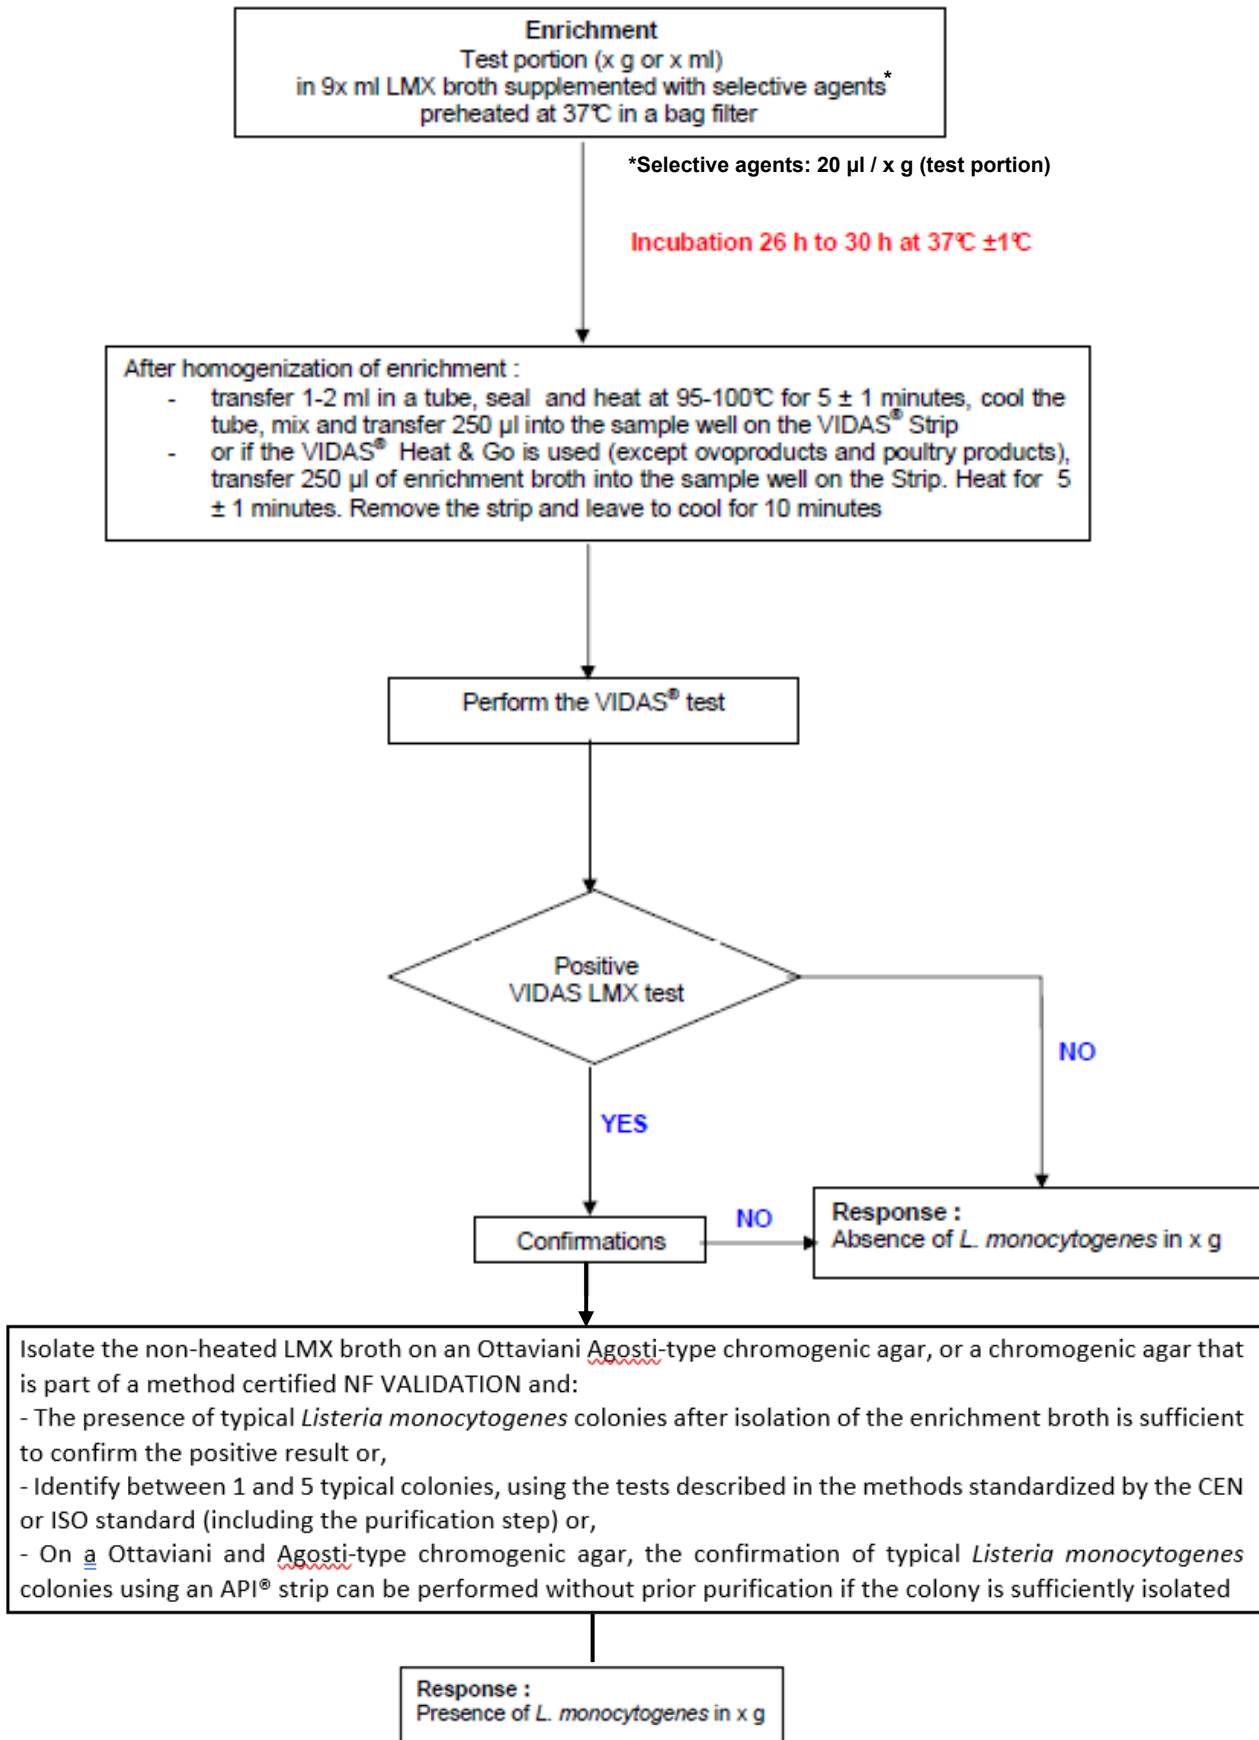 Enrichment
Test portion (x g or x ml)
in 9x ml LMX broth supplemented with selective agents*
preheated at 37°C in a bag filter
*Selective agents: 20 µl / x g (test portion)
Incubation 26 h to 30 h at 37°C ±1°C
After homogenization of enrichment :
- transfer 1-2 ml in a tube, seal and heat at 95-100°C for 5 ± 1 minutes, cool the
tube, mix and transfer 250 µl into the sample well on the VIDAS® Strip
- or if the VIDAS® Heat & Go is used (except ovoproducts and poultry products),
transfer 250 µl of enrichment broth into the sample well on the Strip. Heat for 5
± 1 minutes. Remove the strip and leave to cool for 10 minutes
Perform the VIDAS® test
Positive
VIDAS LMX test
NO
YES
Confirmations
NO
Response :
Absence of L. monocytogenes in x g
Isolate the non-heated LMX broth on an Ottaviani Agosti-type chromogenic agar, or a chromogenic agar that
is part of a method certified NF VALIDATION and:
- The presence of typical Listeria monocytogenes colonies after isolation of the enrichment broth is sufficient
to confirm the positive result or,
- Identify between 1 and 5 typical colonies, using the tests described in the methods standardized by the CEN
or ISO standard (including the purification step) or,
- On a Ottaviani and Agosti-type chromogenic agar, the confirmation of typical Listeria monocytogenes
colonies using an API® strip can be performed without prior purification if the colony is sufficiently isolated
Response :
Presence of L. monocytogenes in x g